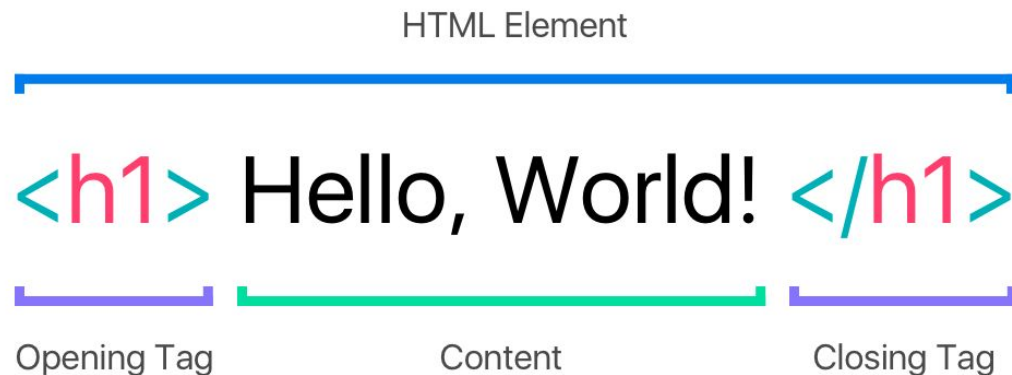 HTML Element
<h1> Hello, World! </h1>
Opening Tag Content Closing Tag